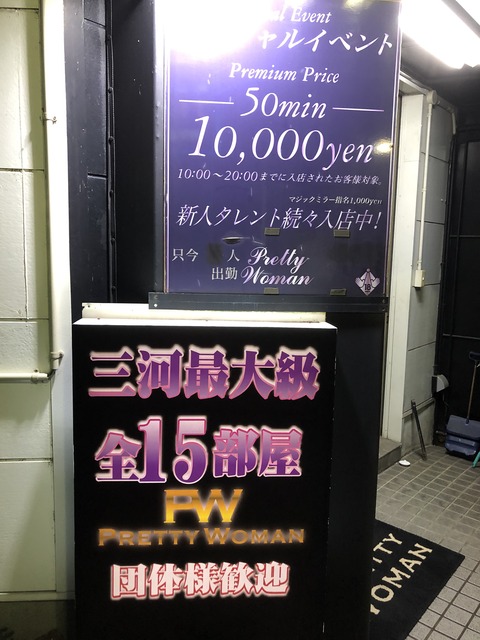 Event
ャルイベント
Premium Price
50min
10,000yen
10:00～20:00までに入店されたお客様対象。
マジックミラー指名1,000yen
新人タレント続々入店中!
只今 人
出勤
Pretty
Woman
三河最大級
全15部屋
PW
PRETTY WOMAN
団体様歓迎
PRETTY
WOMAN